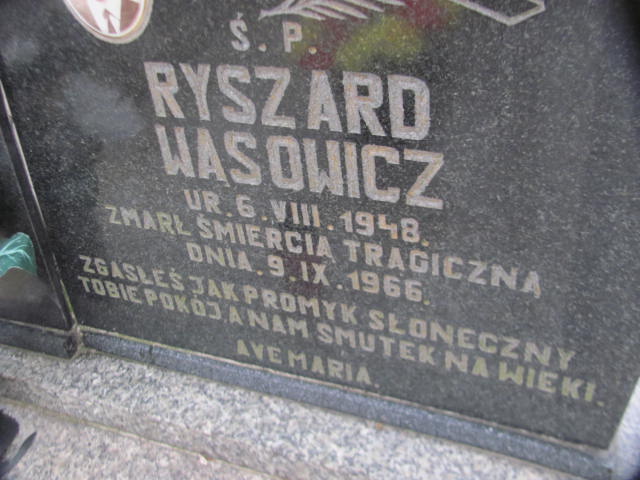 Ś. P.
RYSZARD
WASOWICZ
UR. 6. VIII. 1948.
ZMARŁ ŚMIERCIĄ TRAGICZNĄ
DNIA. 9. IX. 1966.
ZGASŁEŚ JAK PROMYK SŁONECZNY
TOBIE POKÓJ A NAM SMUTEK NA WIEKI.
AVE MARIA.